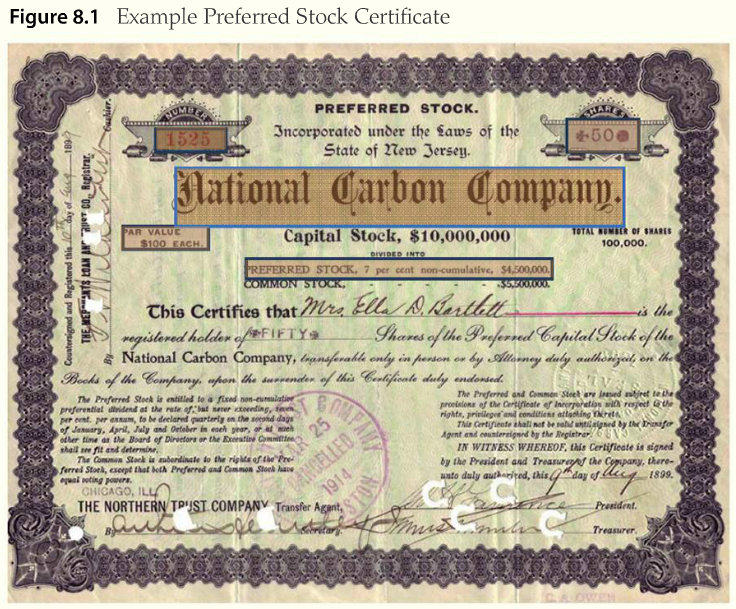 Figure 8.1 Example Preferred Stock Certificate
NUMBER
1525
SHARES
50
PREFERRED STOCK.
Incorporated under the Laws of the
State of New Jersey.
National Carbon Company.
PAR VALUE
$100 EACH.
Capital Stock, $10,000,000
DIVIDED INTO
TOTAL NUMBER OF SHARES
100,000.
PREFERRED STOCK, 7 per cent non-cumulative, $4,500,000.
COMMON STOCK, - - - - - $5,500,000.
This Certifies that Mrs. Ella D. Bartlett is the
registered holder of FIFTY Shares of the Preferred Capital Stock of the
National Carbon Company, transferable only in person or by Attorney duly authorized, on the
Books of the Company, upon the surrender of this Certificate duly endorsed.
The Preferred Stock is entitled to a fixed non-cumulative
preferential dividend at the rate of, but never exceeding, seven
per cent. per annum, to be declared quarterly on the second days
of January, April, July and October in each year, or at such
other time as the Board of Directors or the Executive Committee
shall see fit and determine.
The Common Stock is subordinate to the rights of the Pre-
ferred Stock, except that both Preferred and Common Stock have
equal voting powers.
The Preferred and Common Stock are issued subject to the
provisions of the Certificate of Incorporation with respect to the
rights, privileges and conditions attaching thereto.
This Certificate shall not be valid until signed by the Transfer
Agent and countersigned by the Registrar.
IN WITNESS WHEREOF, this Certificate is signed
by the President and Treasurer of the Company, there-
unto duly authorized, this 9th day of Aug 1899.
CHICAGO, ILL.
THE NORTHERN TRUST COMPANY, Transfer Agent,
By
Secretary.
President.
Treasurer.
Countersigned and Registered this day of Aug 1899
TRUST CO., Registrar,
By
Cashier.
25
CANCELLED
1914